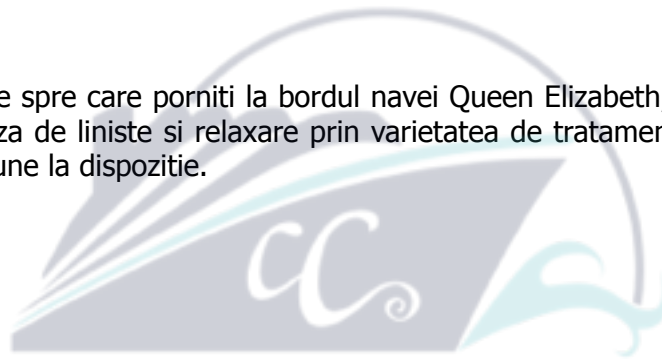 e spre care porniti la bordul navei Queen Elizabeth,
za de liniste si relaxare prin varietatea de tratamen
une la dispozitie.
CC